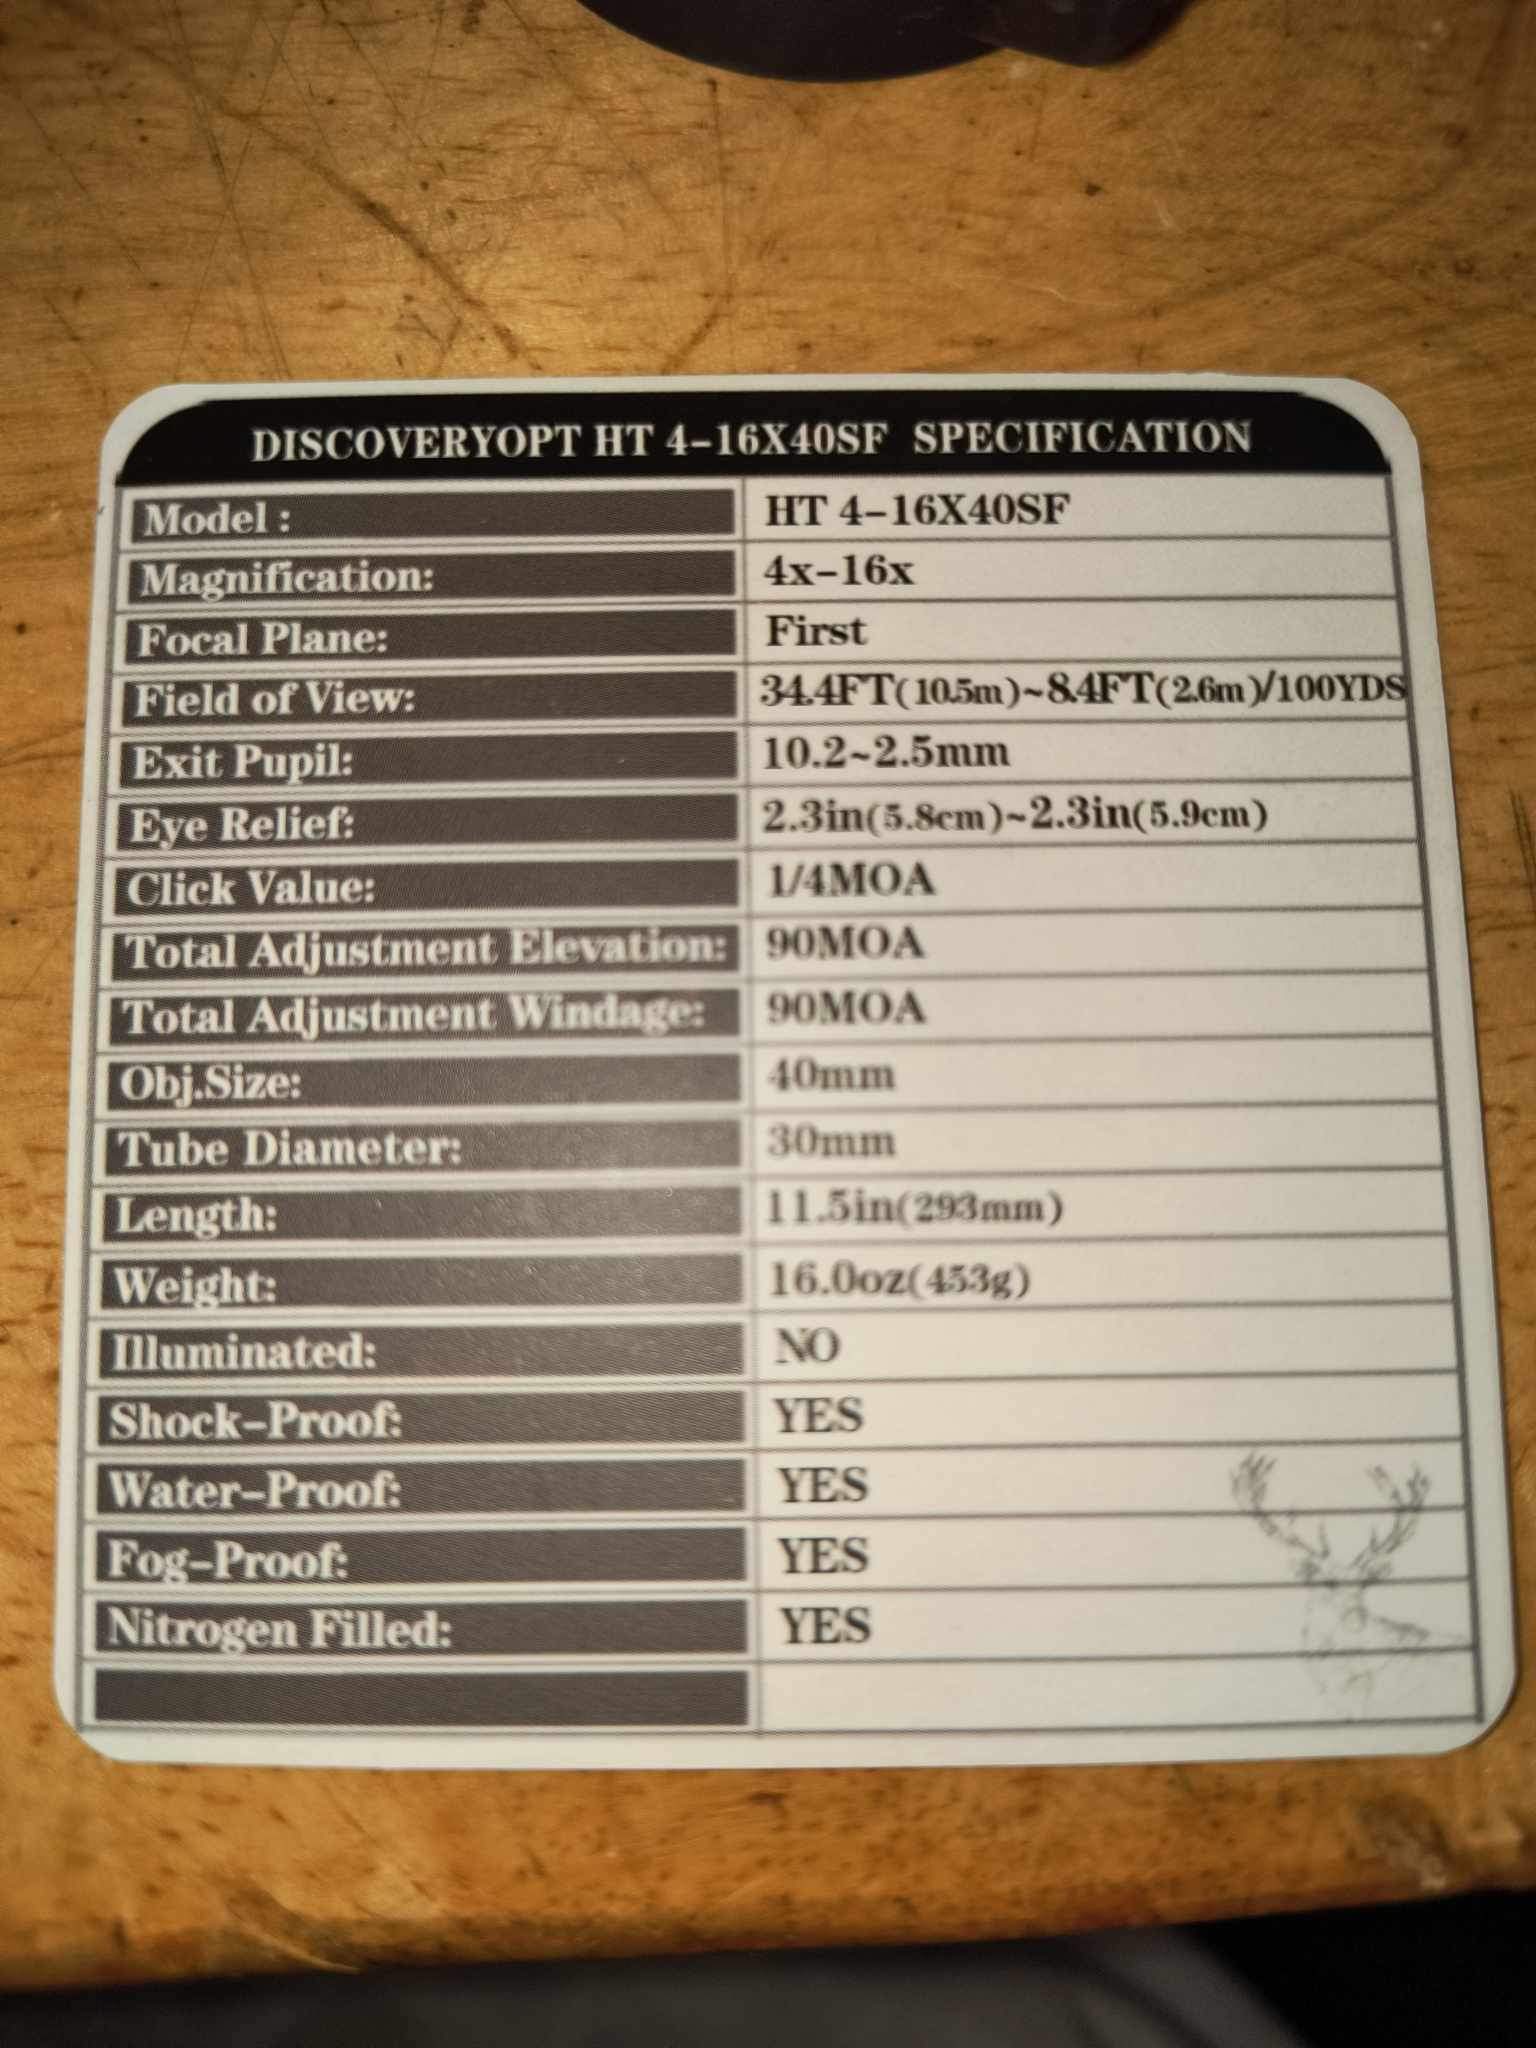 DISCOVERYOPT HT 4-16X40SF SPECIFICATION
Model : HT 4-16X40SF
Magnification: 4x-16x
Focal Plane: First
Field of View: 34.4FT(10.5m)~8.4FT(2.6m)/100YDS
Exit Pupil: 10.2~2.5mm
Eye Relief: 2.3in(5.8cm)~2.3in(5.9cm)
Click Value: 1/4MOA
Total Adjustment Elevation: 90MOA
Total Adjustment Windage: 90MOA
Obj.Size: 40mm
Tube Diameter: 30mm
Length: 11.5in(293mm)
Weight: 16.0oz(453g)
Illuminated: NO
Shock-Proof: YES
Water-Proof: YES
Fog-Proof: YES
Nitrogen Filled: YES